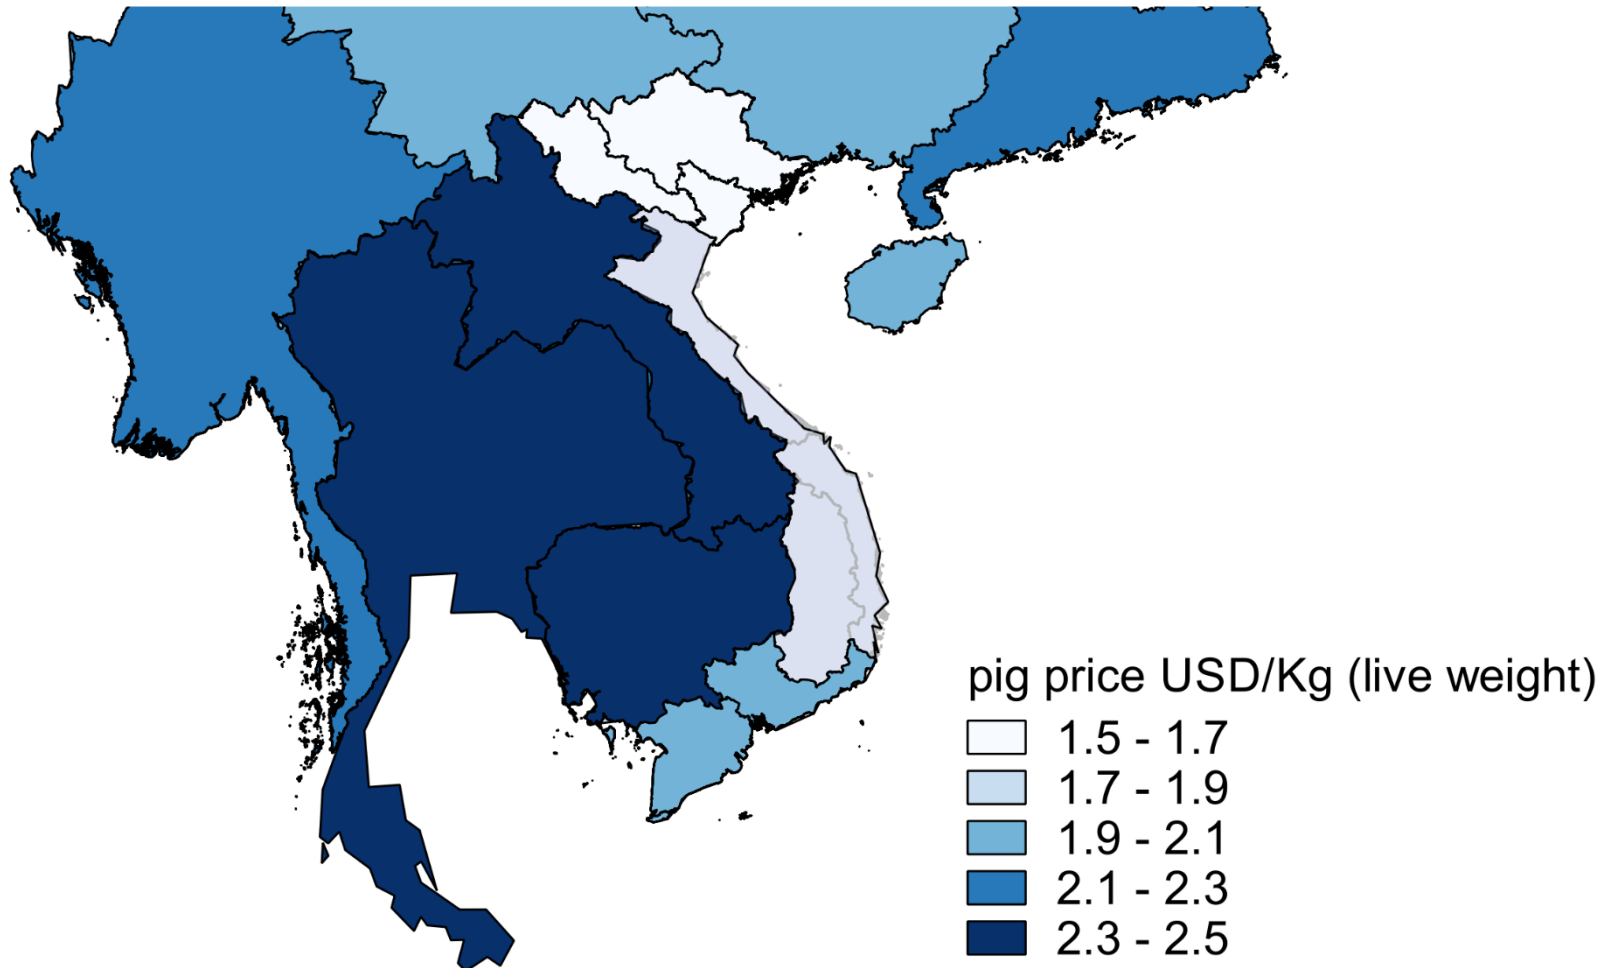 pig price USD/Kg (live weight)
1.5 - 1.7
1.7 - 1.9
1.9 - 2.1
2.1 - 2.3
2.3 - 2.5